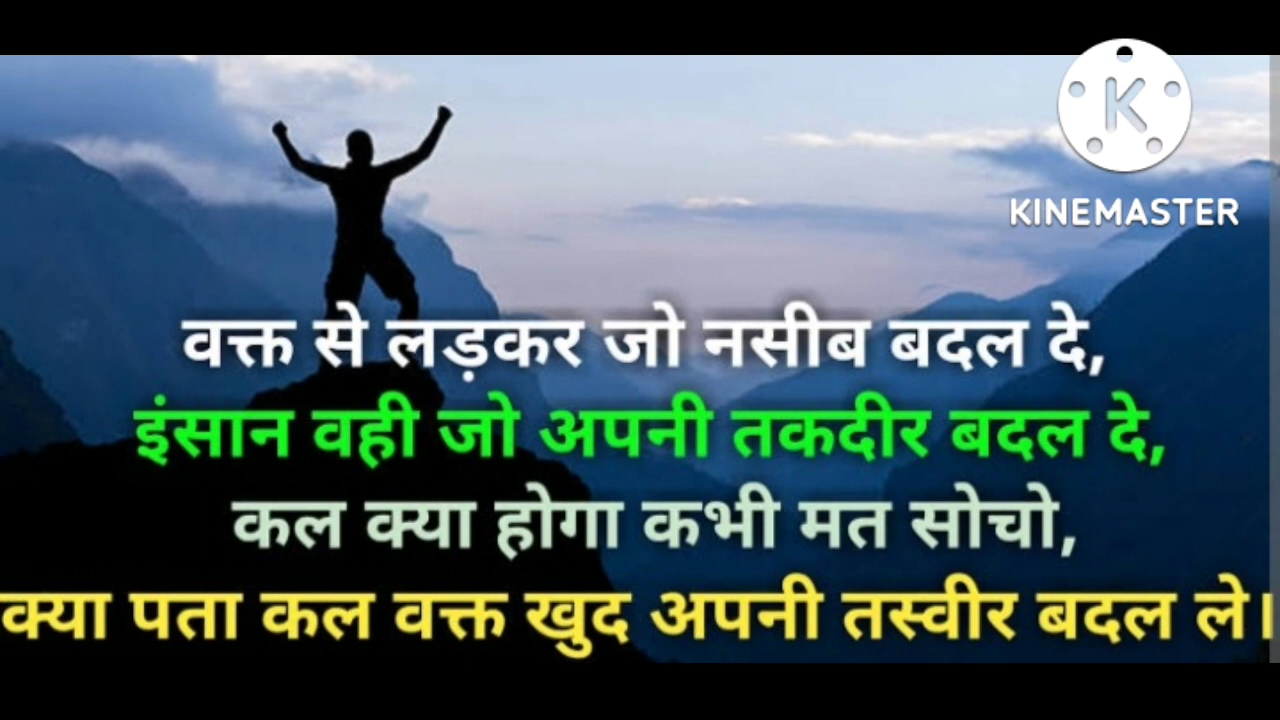 KINEMASTER
वक्त से लड़कर जो नसीब बदल दे,
इंसान वही जो अपनी तकदीर बदल दे,
कल क्या होगा कभी मत सोचो,
क्या पता कल वक्त खुद अपनी तस्वीर बदल ले।